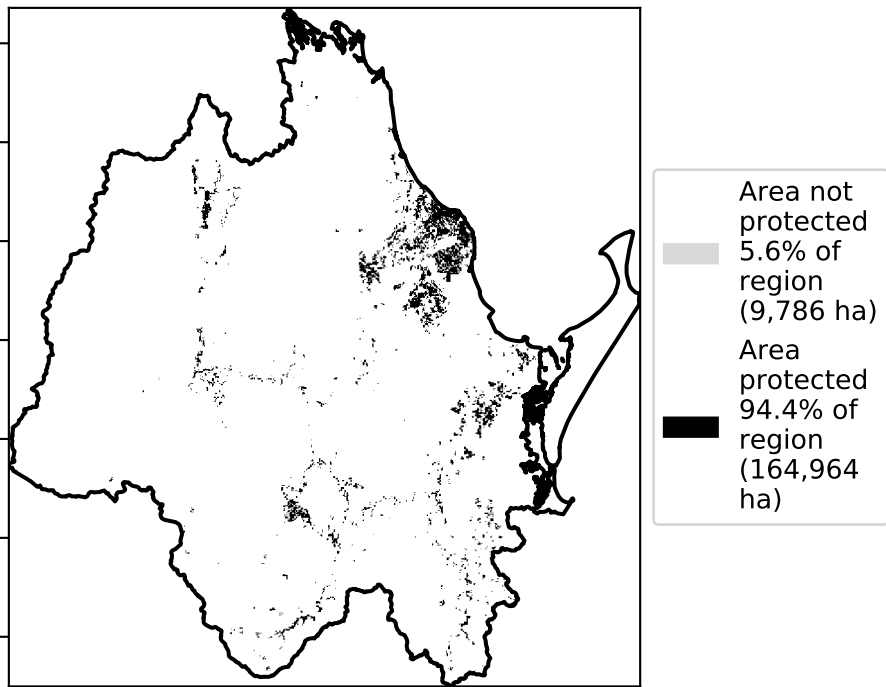 Area not
protected
5.6% of
region
(9,786 ha)
Area
protected
94.4% of
region
(164,964
ha)